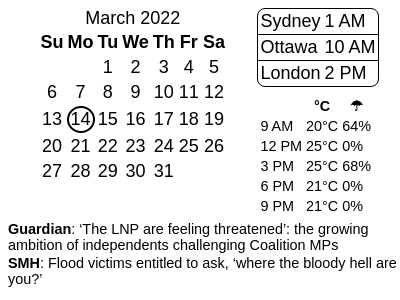 March 2022
Su Mo Tu We Th Fr Sa
1 2 3 4 5
6 7 8 9 10 11 12
13 14 15 16 17 18 19
20 21 22 23 24 25 26
27 28 29 30 31
Sydney 1 AM
Ottawa 10 AM
London 2 PM
°C ☂
9 AM 20°C 64%
12 PM 25°C 0%
3 PM 25°C 68%
6 PM 21°C 0%
9 PM 21°C 0%
Guardian: ‘The LNP are feeling threatened’: the growing
ambition of independents challenging Coalition MPs
SMH: Flood victims entitled to ask, ‘where the bloody hell are
you?’